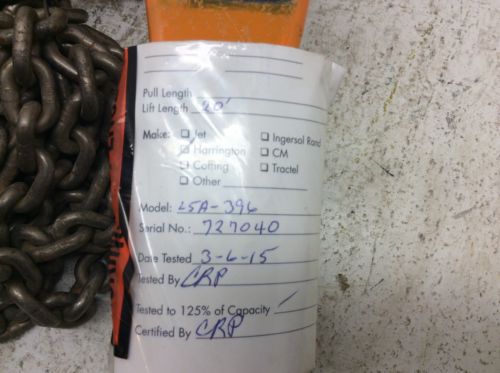 Pull Length
Lift Length 20'
Make: ☐ Jet ☐ Ingersol Rand
☑ Harrington ☐ CM
☐ Coffing ☐ Tractel
☐ Other
Model: LSA-396
Serial No.: 727040
Date Tested 3-6-15
Tested By CRP
Tested to 125% of Capacity ✓
Certified By CRP